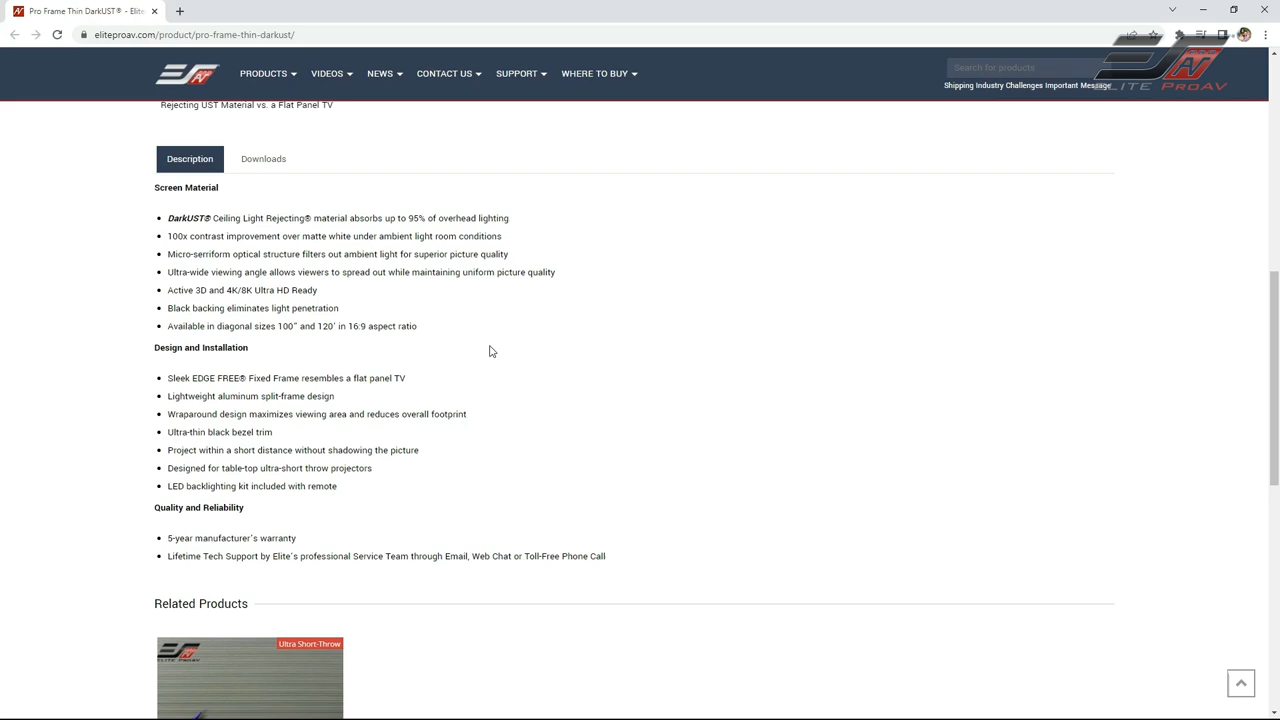 Pro Frame Thin DarkUST® - Elite
eliteproav.com/product/pro-frame-thin-darkust/
PRODUCTS VIDEOS NEWS CONTACT US SUPPORT WHERE TO BUY
Search for products
Shipping Industry Challenges Important Message
ELITE PROAV
Rejecting UST Material vs. a Flat Panel TV
Description Downloads
Screen Material
DarkUST® Ceiling Light Rejecting® material absorbs up to 95% of overhead lighting
100x contrast improvement over matte white under ambient light room conditions
Micro-serriform optical structure filters out ambient light for superior picture quality
Ultra-wide viewing angle allows viewers to spread out while maintaining uniform picture quality
Active 3D and 4K/8K Ultra HD Ready
Black backing eliminates light penetration
Available in diagonal sizes 100″ and 120′ in 16:9 aspect ratio
Design and Installation
Sleek EDGE FREE® Fixed Frame resembles a flat panel TV
Lightweight aluminum split-frame design
Wraparound design maximizes viewing area and reduces overall footprint
Ultra-thin black bezel trim
Project within a short distance without shadowing the picture
Designed for table-top ultra-short throw projectors
LED backlighting kit included with remote
Quality and Reliability
5-year manufacturer's warranty
Lifetime Tech Support by Elite's professional Service Team through Email, Web Chat or Toll-Free Phone Call
Related Products
Ultra Short-Throw
ELITE PROAV